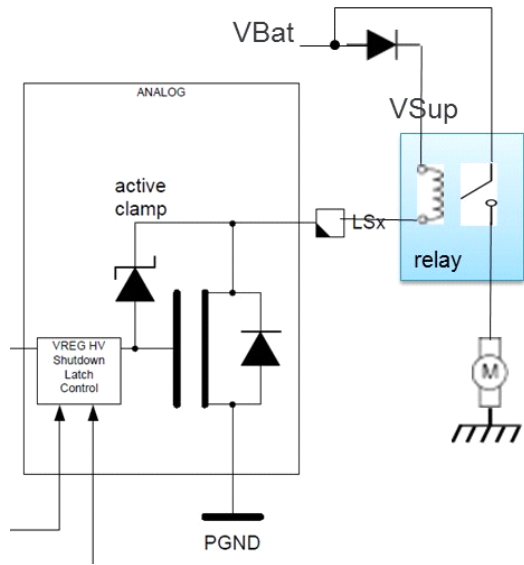 VBat
ANALOG
VSup
active
clamp
LSx
relay
VREG HV
Shutdown
Latch
Control
M
PGND